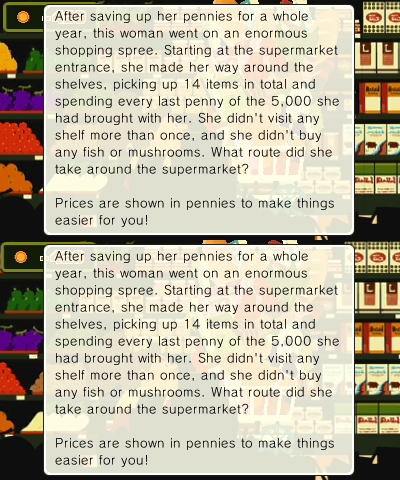 After saving up her pennies for a whole
year, this woman went on an enormous
shopping spree. Starting at the supermarket
entrance, she made her way around the
shelves, picking up 14 items in total and
spending every last penny of the 5,000 she
had brought with her. She didn't visit any
shelf more than once, and she didn't buy
any fish or mushrooms. What route did she
take around the supermarket?
Prices are shown in pennies to make things
easier for you!
After saving up her pennies for a whole
year, this woman went on an enormous
shopping spree. Starting at the supermarket
entrance, she made her way around the
shelves, picking up 14 items in total and
spending every last penny of the 5,000 she
had brought with her. She didn't visit any
shelf more than once, and she didn't buy
any fish or mushrooms. What route did she
take around the supermarket?
Prices are shown in pennies to make things
easier for you!